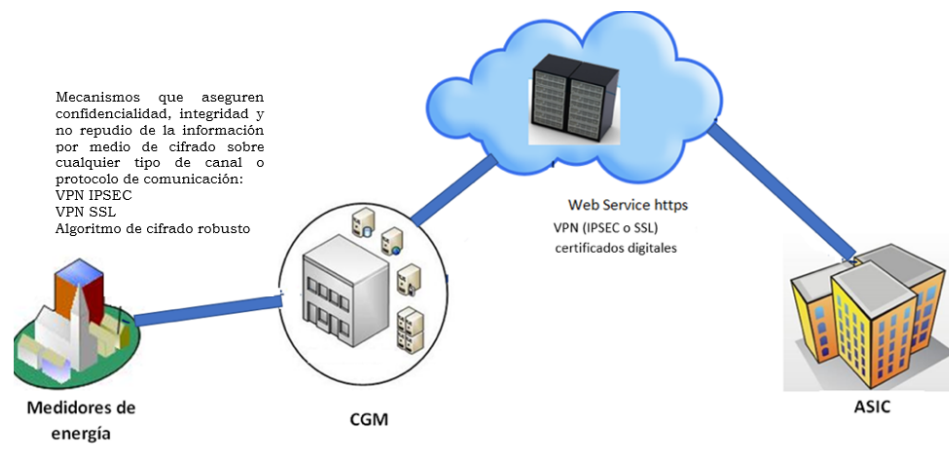 Mecanismos que aseguren
confidencialidad, integridad y
no repudio de la información
por medio de cifrado sobre
cualquier tipo de canal o
protocolo de comunicación:
VPN IPSEC
VPN SSL
Algoritmo de cifrado robusto
Web Service https
VPN (IPSEC o SSL)
certificados digitales
Medidores de
energía
CGM
ASIC